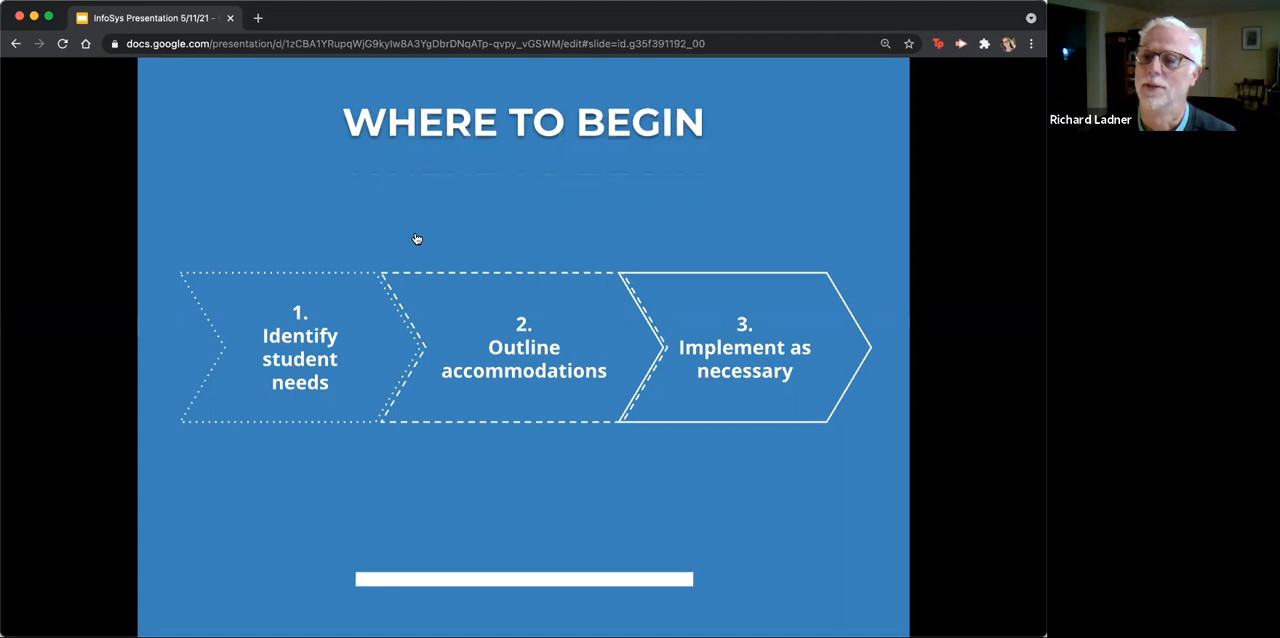 InfoSys Presentation 5/11/21 -
docs.google.com/presentation/d/1zCBA1YRupqWjG9kyIw8A3YgDbrDNqATp-qvpy_vGSWM/edit#slide=id.g35f391192_00
Richard Ladner
WHERE TO BEGIN
1.
Identify
student
needs
2.
Outline
accommodations
3.
Implement as
necessary